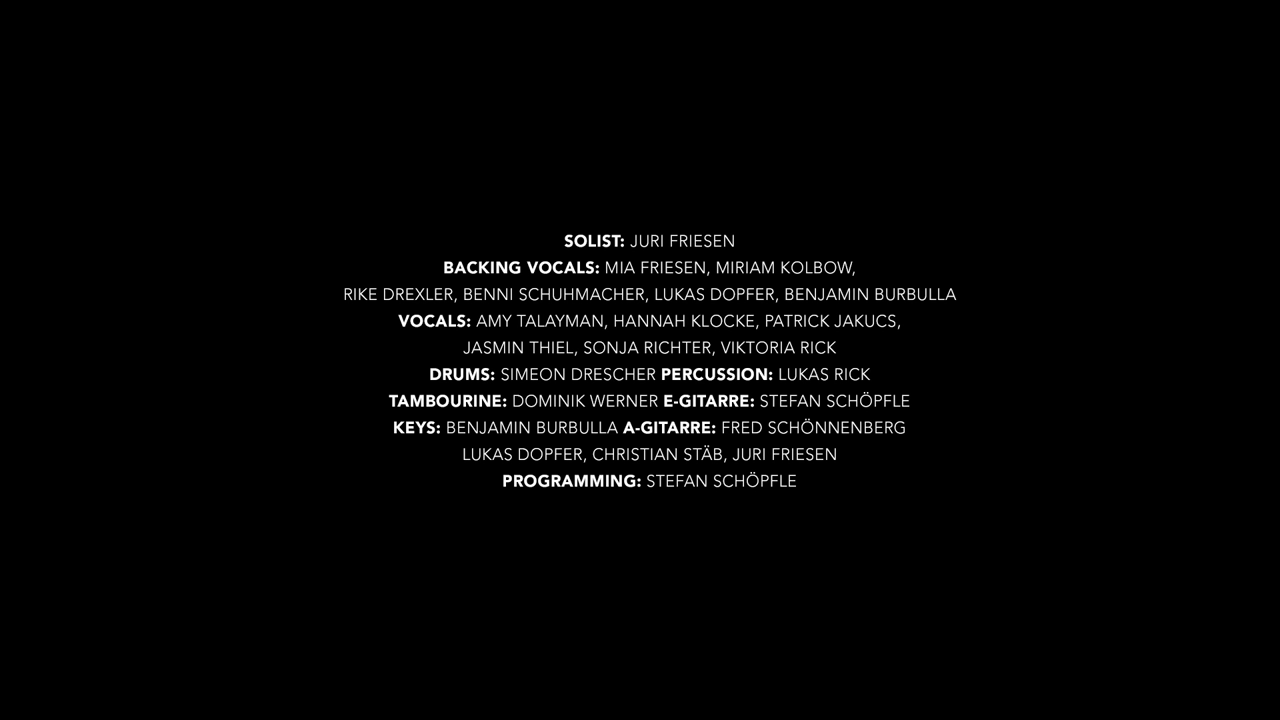 SOLIST: JURI FRIESEN
BACKING VOCALS: MIA FRIESEN, MIRIAM KOLBOW,
RIKE DREXLER, BENNI SCHUHMACHER, LUKAS DOPFER, BENJAMIN BURBULLA
VOCALS: AMY TALAYMAN, HANNAH KLOCKE, PATRICK JAKUCS,
JASMIN THIEL, SONJA RICHTER, VIKTORIA RICK
DRUMS: SIMEON DRESCHER PERCUSSION: LUKAS RICK
TAMBOURINE: DOMINIK WERNER E-GITARRE: STEFAN SCHÖPFLE
KEYS: BENJAMIN BURBULLA A-GITARRE: FRED SCHÖNNENBERG
LUKAS DOPFER, CHRISTIAN STÄB, JURI FRIESEN
PROGRAMMING: STEFAN SCHÖPFLE